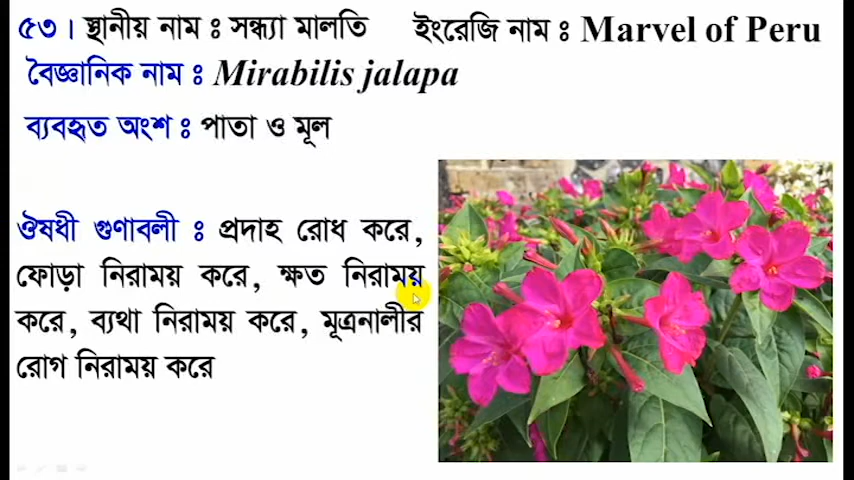 ৫৩। স্থানীয় নাম ঃ সন্ধ্যা মালতি ইংরেজি নাম ঃ Marvel of Peru
বৈজ্ঞানিক নাম ঃ Mirabilis jalapa
ব্যবহৃত অংশ ঃ পাতা ও মূল
ঔষধী গুণাবলী ঃ প্রদাহ রোধ করে,
ফোড়া নিরাময় করে, ক্ষত নিরাময়
করে, ব্যথা নিরাময় করে, মূত্রনালীর
রোগ নিরাময় করে